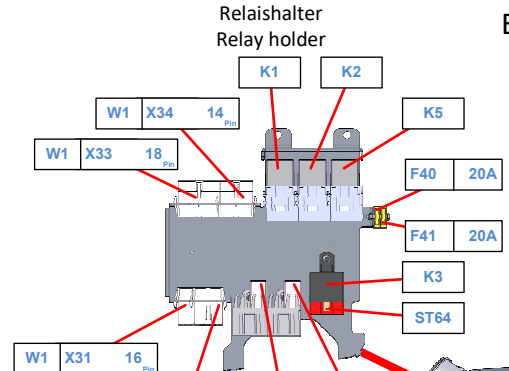 Relaishalter
Relay holder
E
K1
K2
W1 X34 14 Pin
K5
W1 X33 18 Pin
F40 20A
F41 20A
K3
ST64
W1 X31 16 Pin